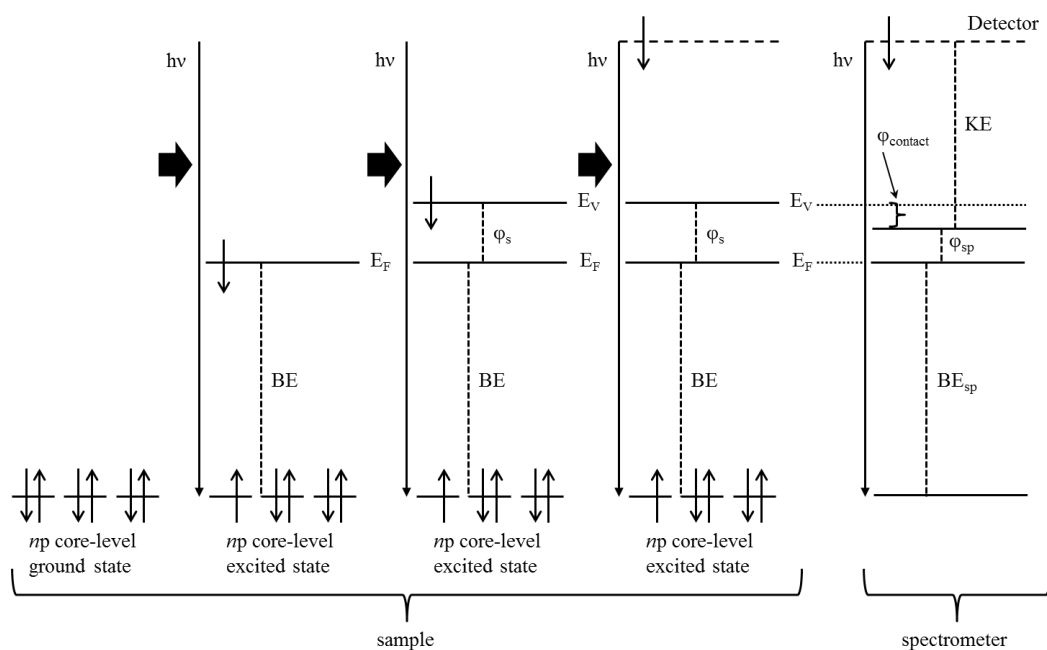 Detector
hν
hν
hν
hν
KE
φcontact
EV
EV
φs
φs
φsp
EF
EF
EF
BE
BE
BE
BEsp
np core-level
ground state
np core-level
excited state
np core-level
excited state
np core-level
excited state
sample
spectrometer